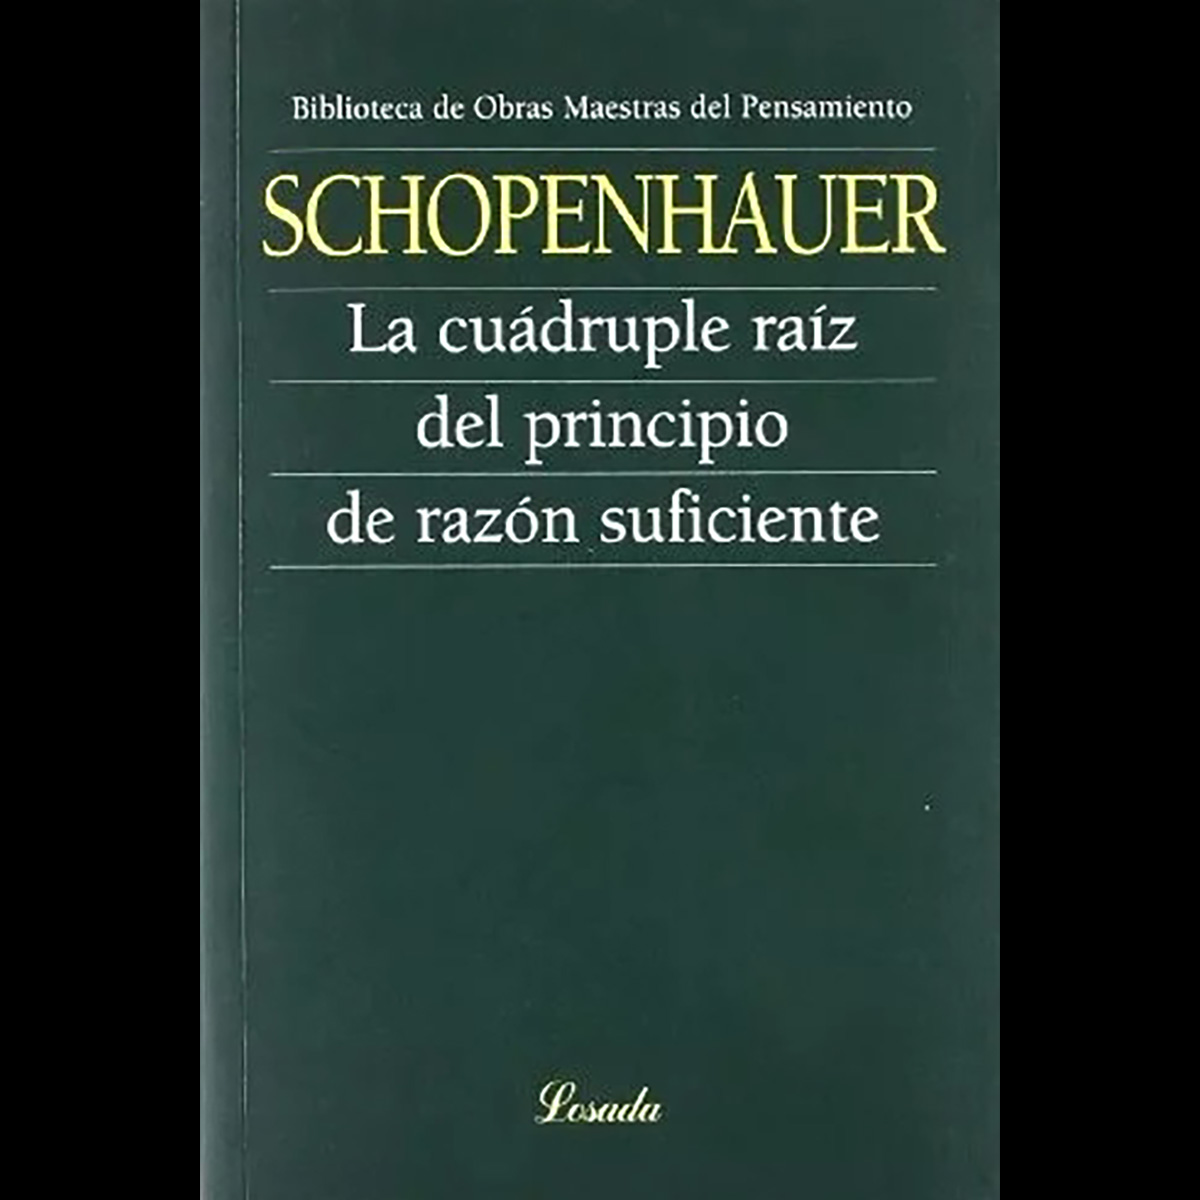 Biblioteca de Obras Maestras del Pensamiento
SCHOPENHAUER
La cuádruple raíz
del principio
de razón suficiente
Losada